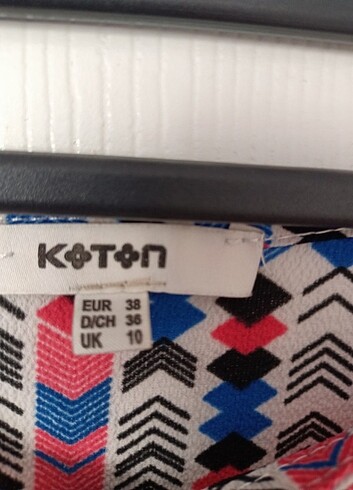 KOTON
EUR 38
D/CH 36
UK 10